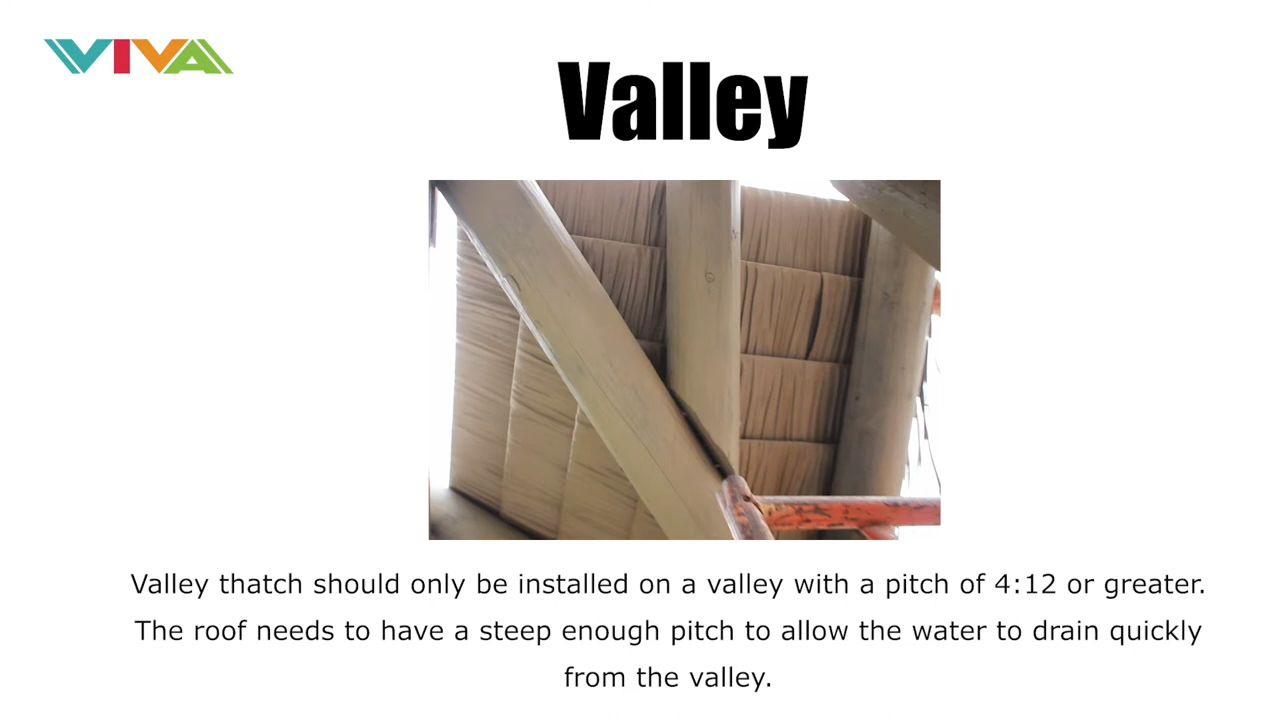 VIVA
Valley
Valley thatch should only be installed on a valley with a pitch of 4:12 or greater.
The roof needs to have a steep enough pitch to allow the water to drain quickly
from the valley.